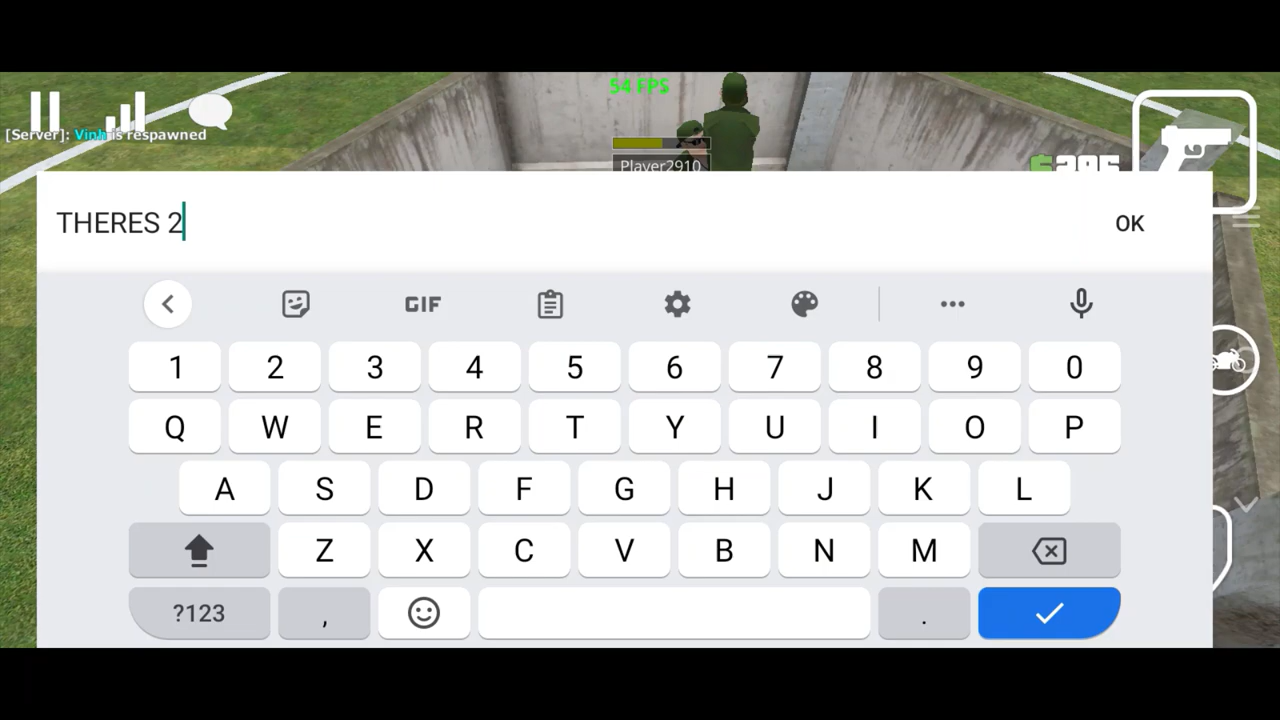 54 FPS
[Server]: Vinh is respawned
Player2910
$395
THERES 2
OK
GIF
1 2 3 4 5 6 7 8 9 0
Q W E R T Y U I O P
A S D F G H J K L
Z X C V B N M
?123 , .